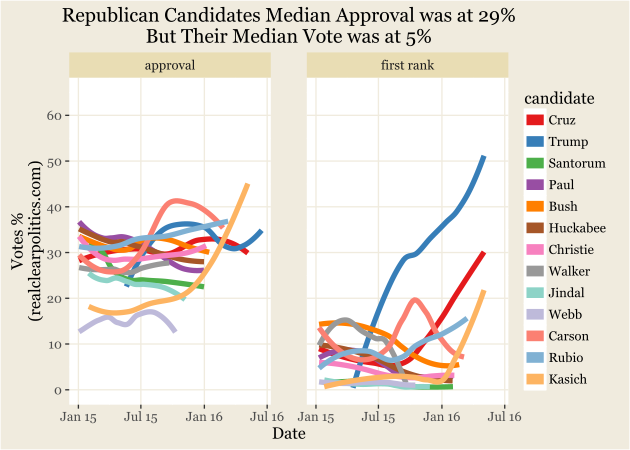 Republican Candidates Median Approval was at 29%
But Their Median Vote was at 5%
approval
first rank
Votes %
(realclearpolitics.com)
60
50
40
30
20
10
0
Jan 15
Jul 15
Jan 16
Jul 16
Jan 15
Jul 15
Jan 16
Jul 16
Date
candidate
Cruz
Trump
Santorum
Paul
Bush
Huckabee
Christie
Walker
Jindal
Webb
Carson
Rubio
Kasich